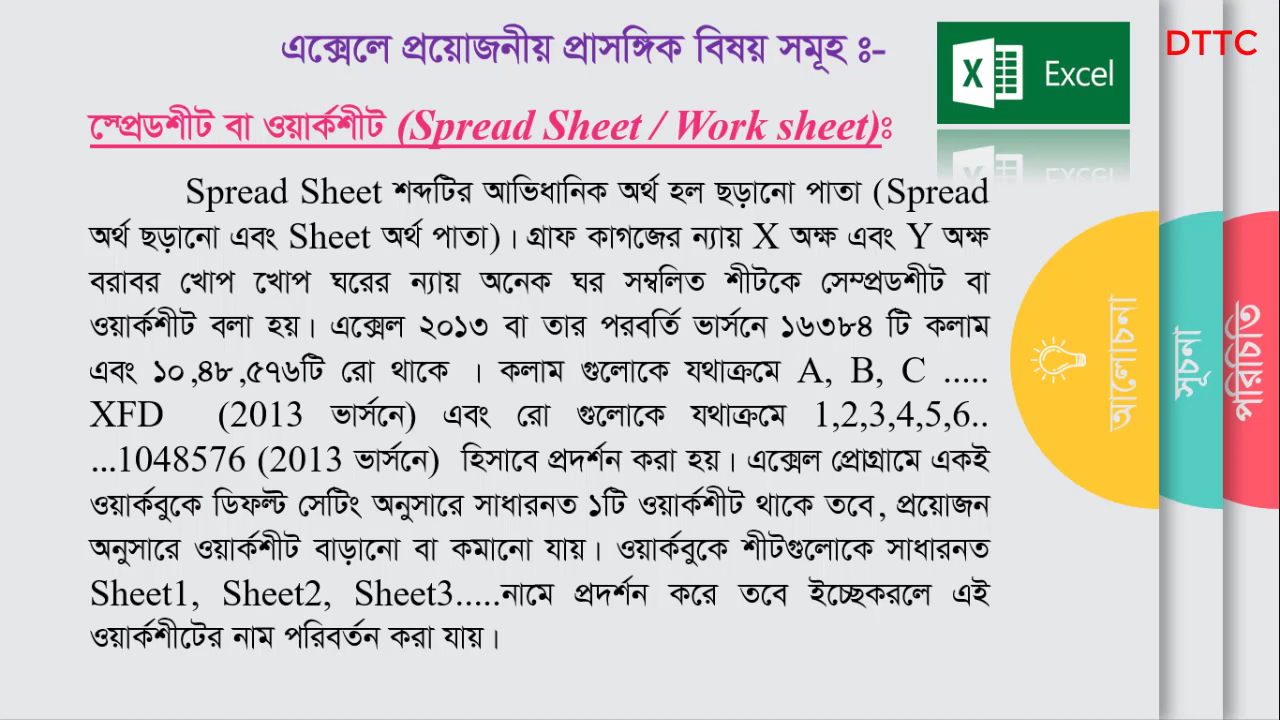 এক্সেলে প্রয়োজনীয় প্রাসঙ্গিক বিষয় সমূহ ঃ-
Excel
DTTC
স্প্রেডশীট বা ওয়ার্কশীট (Spread Sheet / Work sheet)ঃ
Spread Sheet শব্দটির আভিধানিক অর্থ হল ছড়ানো পাতা (Spread
অর্থ ছড়ানো এবং Sheet অর্থ পাতা)। গ্রাফ কাগজের ন্যায় X অক্ষ এবং Y অক্ষ
বরাবর খোপ খোপ ঘরের ন্যায় অনেক ঘর সম্বলিত শীটকে সেম্প্রডশীট বা
ওয়ার্কশীট বলা হয়। এক্সেল ২০১৩ বা তার পরবর্তি ভার্সনে ১৬৩৮৪ টি কলাম
এবং ১০,৪৮,৫৭৬টি রো থাকে । কলাম গুলোকে যথাক্রমে A, B, C .....
XFD (2013 ভার্সনে) এবং রো গুলোকে যথাক্রমে 1,2,3,4,5,6..
...1048576 (2013 ভার্সনে) হিসাবে প্রদর্শন করা হয়। এক্সেল প্রোগ্রামে একই
ওয়ার্কবুকে ডিফল্ট সেটিং অনুসারে সাধারনত ১টি ওয়ার্কশীট থাকে তবে, প্রয়োজন
অনুসারে ওয়ার্কশীট বাড়ানো বা কমানো যায়। ওয়ার্কবুকে শীটগুলোকে সাধারনত
Sheet1, Sheet2, Sheet3.....নামে প্রদর্শন করে তবে ইচ্ছেকরলে এই
ওয়ার্কশীটের নাম পরিবর্তন করা যায়।
আলোচনা
সূচনা
পরিচিতি